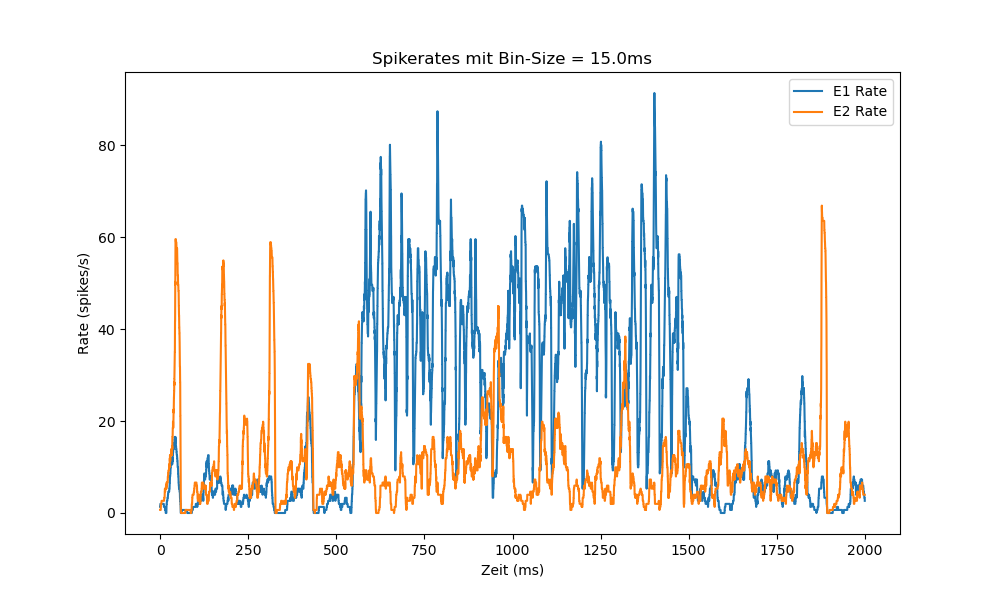 Spikerates mit Bin-Size = 15.0ms
E1 Rate
E2 Rate
Rate (spikes/s)
80
60
40
20
0
0 250 500 750 1000 1250 1500 1750 2000
Zeit (ms)